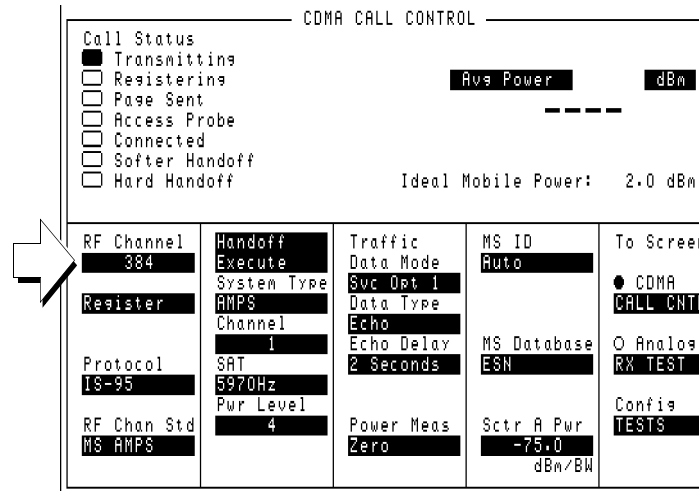 CDMA CALL CONTROL
Call Status
Transmitting
Registering
Page Sent
Access Probe
Connected
Softer Handoff
Hard Handoff
Avg Power dBm
----
Ideal Mobile Power: 2.0 dBm
RF Channel
384
Register
Protocol
IS-95
RF Chan Std
MS AMPS
Handoff
Execute
System Type
AMPS
Channel
1
SAT
5970Hz
Pwr Level
4
Traffic
Data Mode
Svc Opt 1
Data Type
Echo
Echo Delay
2 Seconds
Power Meas
Zero
MS ID
Auto
MS Database
ESN
Sctr A Pwr
-75.0
dBm/BW
To Screen
CDMA
CALL CNTL
Analog
RX TEST
Config
TESTS